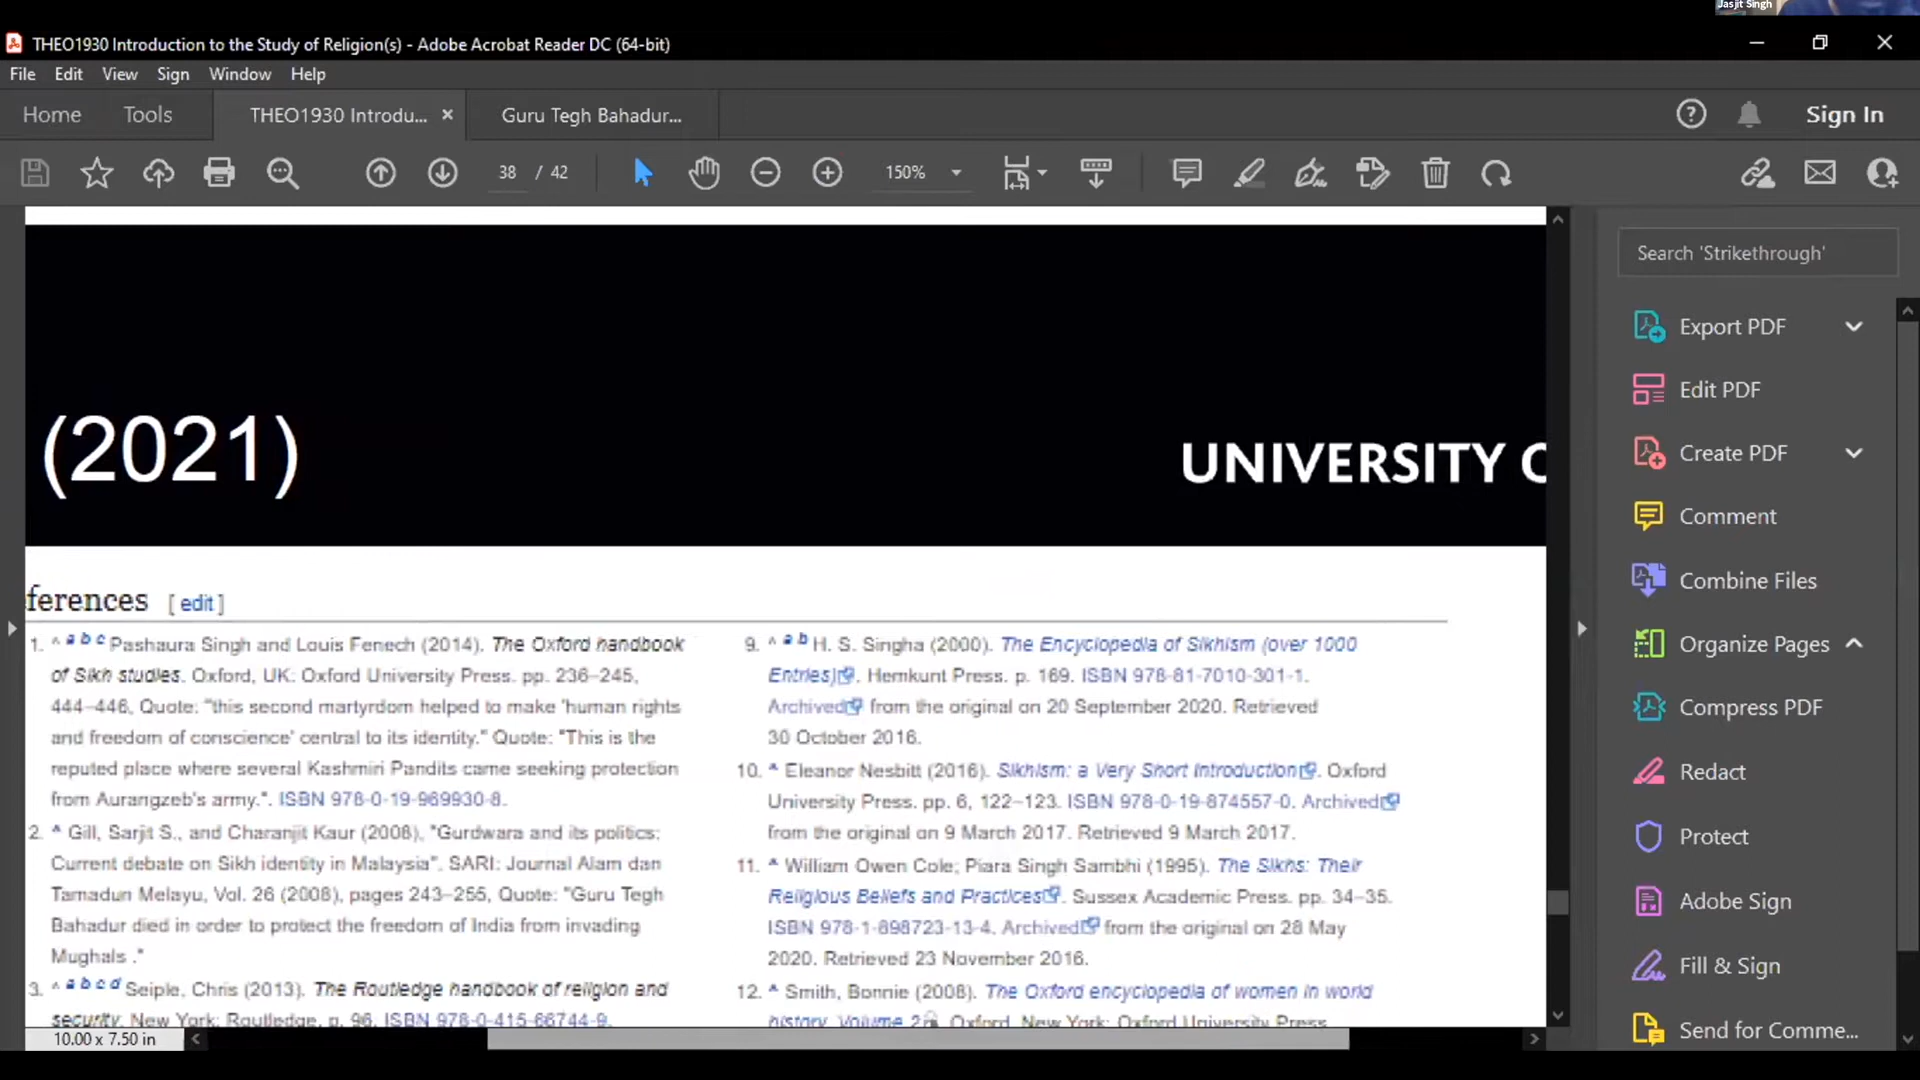 Jasjit Singh
THEO1930 Introduction to the Study of Religion(s) - Adobe Acrobat Reader DC (64-bit)
File Edit View Sign Window Help
Home Tools THEO1930 Introdu... × Guru Tegh Bahadur... Sign In
38 / 42 150%
(2021)
UNIVERSITY O
ferences [ edit ]
1. ^ a b c Pashaura Singh and Louis Fenech (2014). The Oxford handbook
of Sikh studies. Oxford, UK: Oxford University Press. pp. 236–245,
444–446, Quote: "this second martyrdom helped to make 'human rights
and freedom of conscience' central to its identity." Quote: "This is the
reputed place where several Kashmiri Pandits came seeking protection
from Aurangzeb's army.". ISBN 978-0-19-969930-8.
2. ^ Gill, Sarjit S., and Charanjit Kaur (2008), "Gurdwara and its politics:
Current debate on Sikh identity in Malaysia", SARI: Journal Alam dan
Tamadun Melayu, Vol. 26 (2008), pages 243–255, Quote: "Guru Tegh
Bahadur died in order to protect the freedom of India from invading
Mughals ."
3. ^ a b c d Seiple, Chris (2013). The Routledge handbook of religion and
security. New York: Routledge. p. 96. ISBN 978-0-415-66744-9.
9. ^ a b H. S. Singha (2000). The Encyclopedia of Sikhism (over 1000
Entries). Hemkunt Press. p. 169. ISBN 978-81-7010-301-1.
Archived from the original on 20 September 2020. Retrieved
30 October 2016.
10. ^ Eleanor Nesbitt (2016). Sikhism: a Very Short Introduction. Oxford
University Press. pp. 6, 122–123. ISBN 978-0-19-874557-0. Archived
from the original on 9 March 2017. Retrieved 9 March 2017.
11. ^ William Owen Cole; Piara Singh Sambhi (1995). The Sikhs: Their
Religious Beliefs and Practices. Sussex Academic Press. pp. 34–35.
ISBN 978-1-898723-13-4. Archived from the original on 28 May
2020. Retrieved 23 November 2016.
12. ^ Smith, Bonnie (2008). The Oxford encyclopedia of women in world
history, Volume 2. Oxford, New York: Oxford University Press
10.00 x 7.50 in
Search 'Strikethrough'
Export PDF
Edit PDF
Create PDF
Comment
Combine Files
Organize Pages
Compress PDF
Redact
Protect
Adobe Sign
Fill & Sign
Send for Comme...